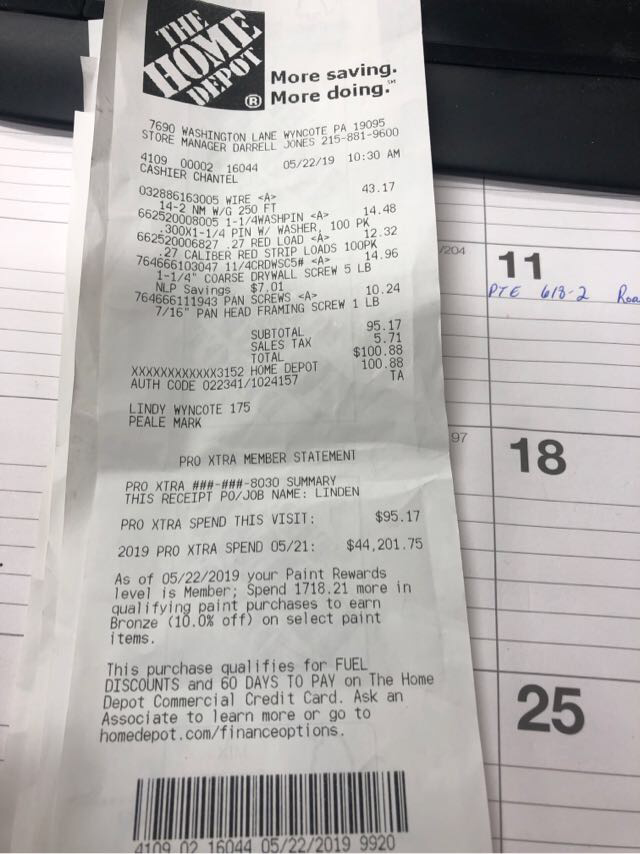 THE
HOME
DEPOT
®
More saving.
More doing.™
7690 WASHINGTON LANE WYNCOTE PA 19095
STORE MANAGER DARRELL JONES 215-881-9600
4109 00002 16044 05/22/19 10:30 AM
CASHIER CHANTEL
032886163005 WIRE <A> 43.17
14-2 NM W/G 250 FT
662520008005 1-1/4WASHPIN <A> 14.48
.300X1-1/4 PIN W/ WASHER, 100 PK
662520006827 .27 RED LOAD <A> 12.32
.27 CALIBER RED STRIP LOADS 100PK
764666103047 11/4CRDWSC5# <A> 14.96
1-1/4" COARSE DRYWALL SCREW 5 LB
NLP Savings $7.01
764666111943 PAN SCREWS <A> 10.24
7/16" PAN HEAD FRAMING SCREW 1 LB
SUBTOTAL 95.17
SALES TAX 5.71
TOTAL $100.88
XXXXXXXXXXXX3152 HOME DEPOT 100.88
AUTH CODE 022341/1024157 TA
LINDY WYNCOTE 175
PEALE MARK
PRO XTRA MEMBER STATEMENT
PRO XTRA ###-###-8030 SUMMARY
THIS RECEIPT PO/JOB NAME: LINDEN
PRO XTRA SPEND THIS VISIT: $95.17
2019 PRO XTRA SPEND 05/21: $44,201.75
As of 05/22/2019 your Paint Rewards
level is Member; Spend 1718.21 more in
qualifying paint purchases to earn
Bronze (10.0% off) on select paint
items.
This purchase qualifies for FUEL
DISCOUNTS and 60 DAYS TO PAY on The Home
Depot Commercial Credit Card. Ask an
Associate to learn more or go to
homedepot.com/financeoptions.
4109 02 16044 05/22/2019 9920
/204
11
PTE 618-2 Roa
97
18
25